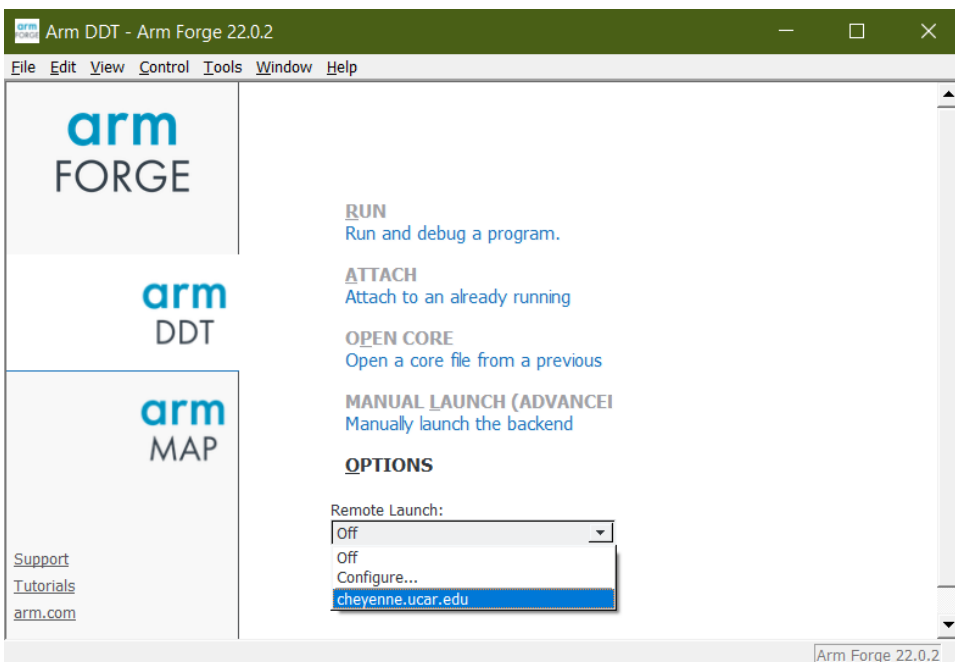 arm FORGE Arm DDT - Arm Forge 22.0.2
File Edit View Control Tools Window Help
arm
FORGE
arm
DDT
arm
MAP
Support
Tutorials
arm.com
RUN
Run and debug a program.
ATTACH
Attach to an already running
OPEN CORE
Open a core file from a previous
MANUAL LAUNCH (ADVANCEI
Manually launch the backend
OPTIONS
Remote Launch:
Off
Off
Configure...
cheyenne.ucar.edu
Arm Forge 22.0.2